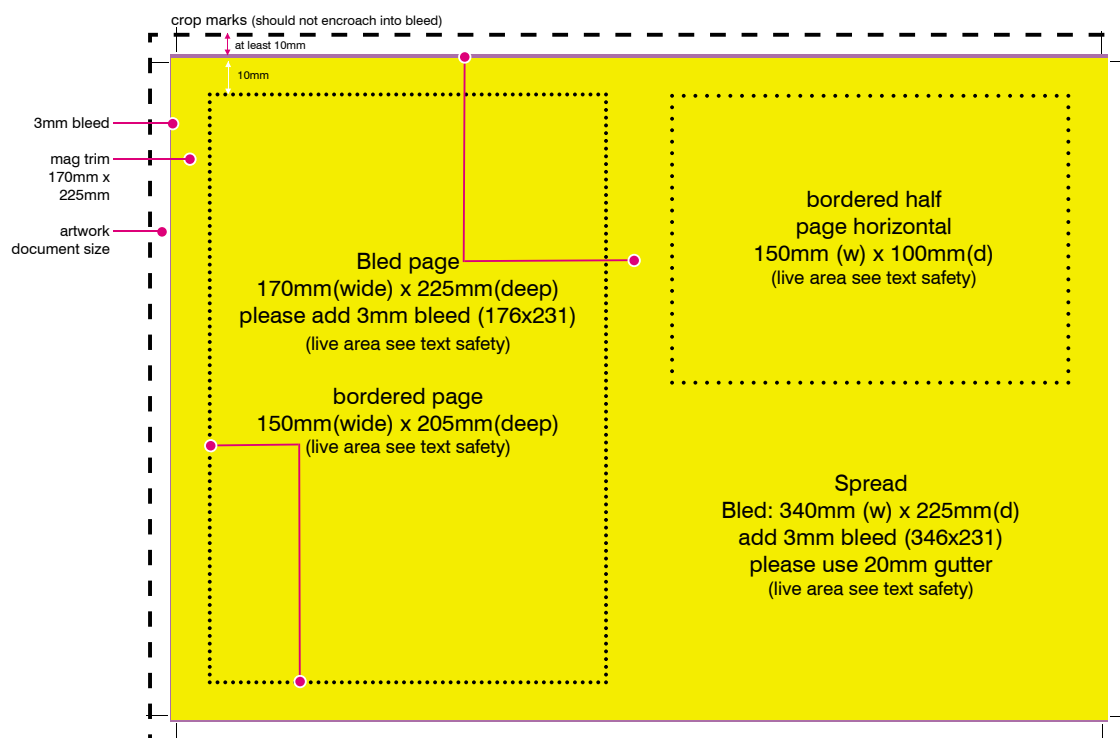 crop marks (should not encroach into bleed)
at least 10mm
10mm
3mm bleed
mag trim
170mm x
225mm
artwork
document size
Bled page
170mm(wide) x 225mm(deep)
please add 3mm bleed (176x231)
(live area see text safety)
bordered page
150mm(wide) x 205mm(deep)
(live area see text safety)
bordered half
page horizontal
150mm (w) x 100mm(d)
(live area see text safety)
Spread
Bled: 340mm (w) x 225mm(d)
add 3mm bleed (346x231)
please use 20mm gutter
(live area see text safety)